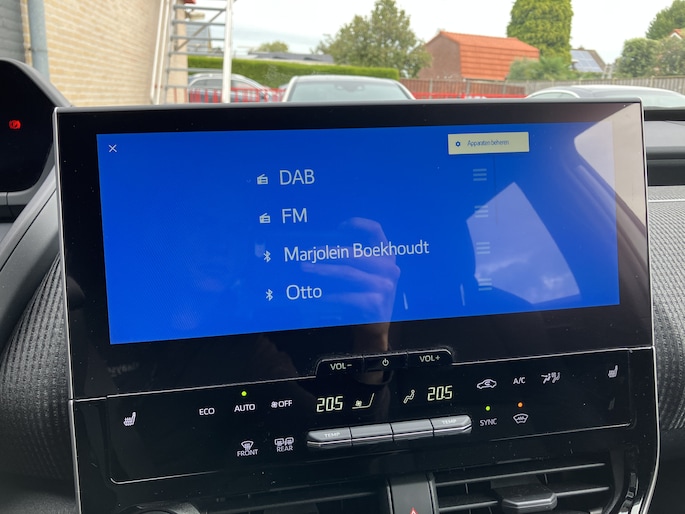 Apparaten beheren
DAB
FM
Marjolein Boekhoudt
Otto
VOL- VOL+
ECO AUTO OFF 20.5 20.5 A/C
SYNC
FRONT REAR TEMP TEMP